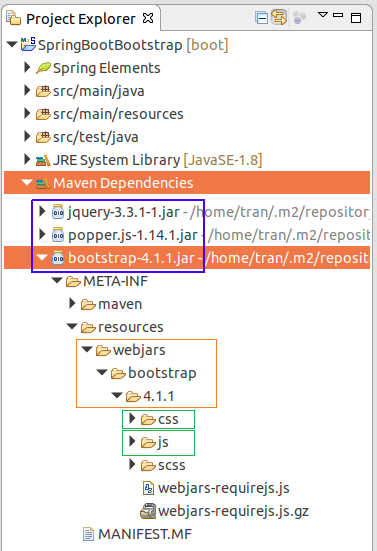 Project Explorer
SpringBootBootstrap [boot]
Spring Elements
src/main/java
src/main/resources
src/test/java
JRE System Library [JavaSE-1.8]
Maven Dependencies
jquery-3.3.1-1.jar - /home/tran/.m2/repository
popper.js-1.14.1.jar - /home/tran/.m2/reposit
bootstrap-4.1.1.jar - /home/tran/.m2/reposit
META-INF
maven
resources
webjars
bootstrap
4.1.1
css
js
scss
webjars-requirejs.js
webjars-requirejs.js.gz
MANIFEST.MF